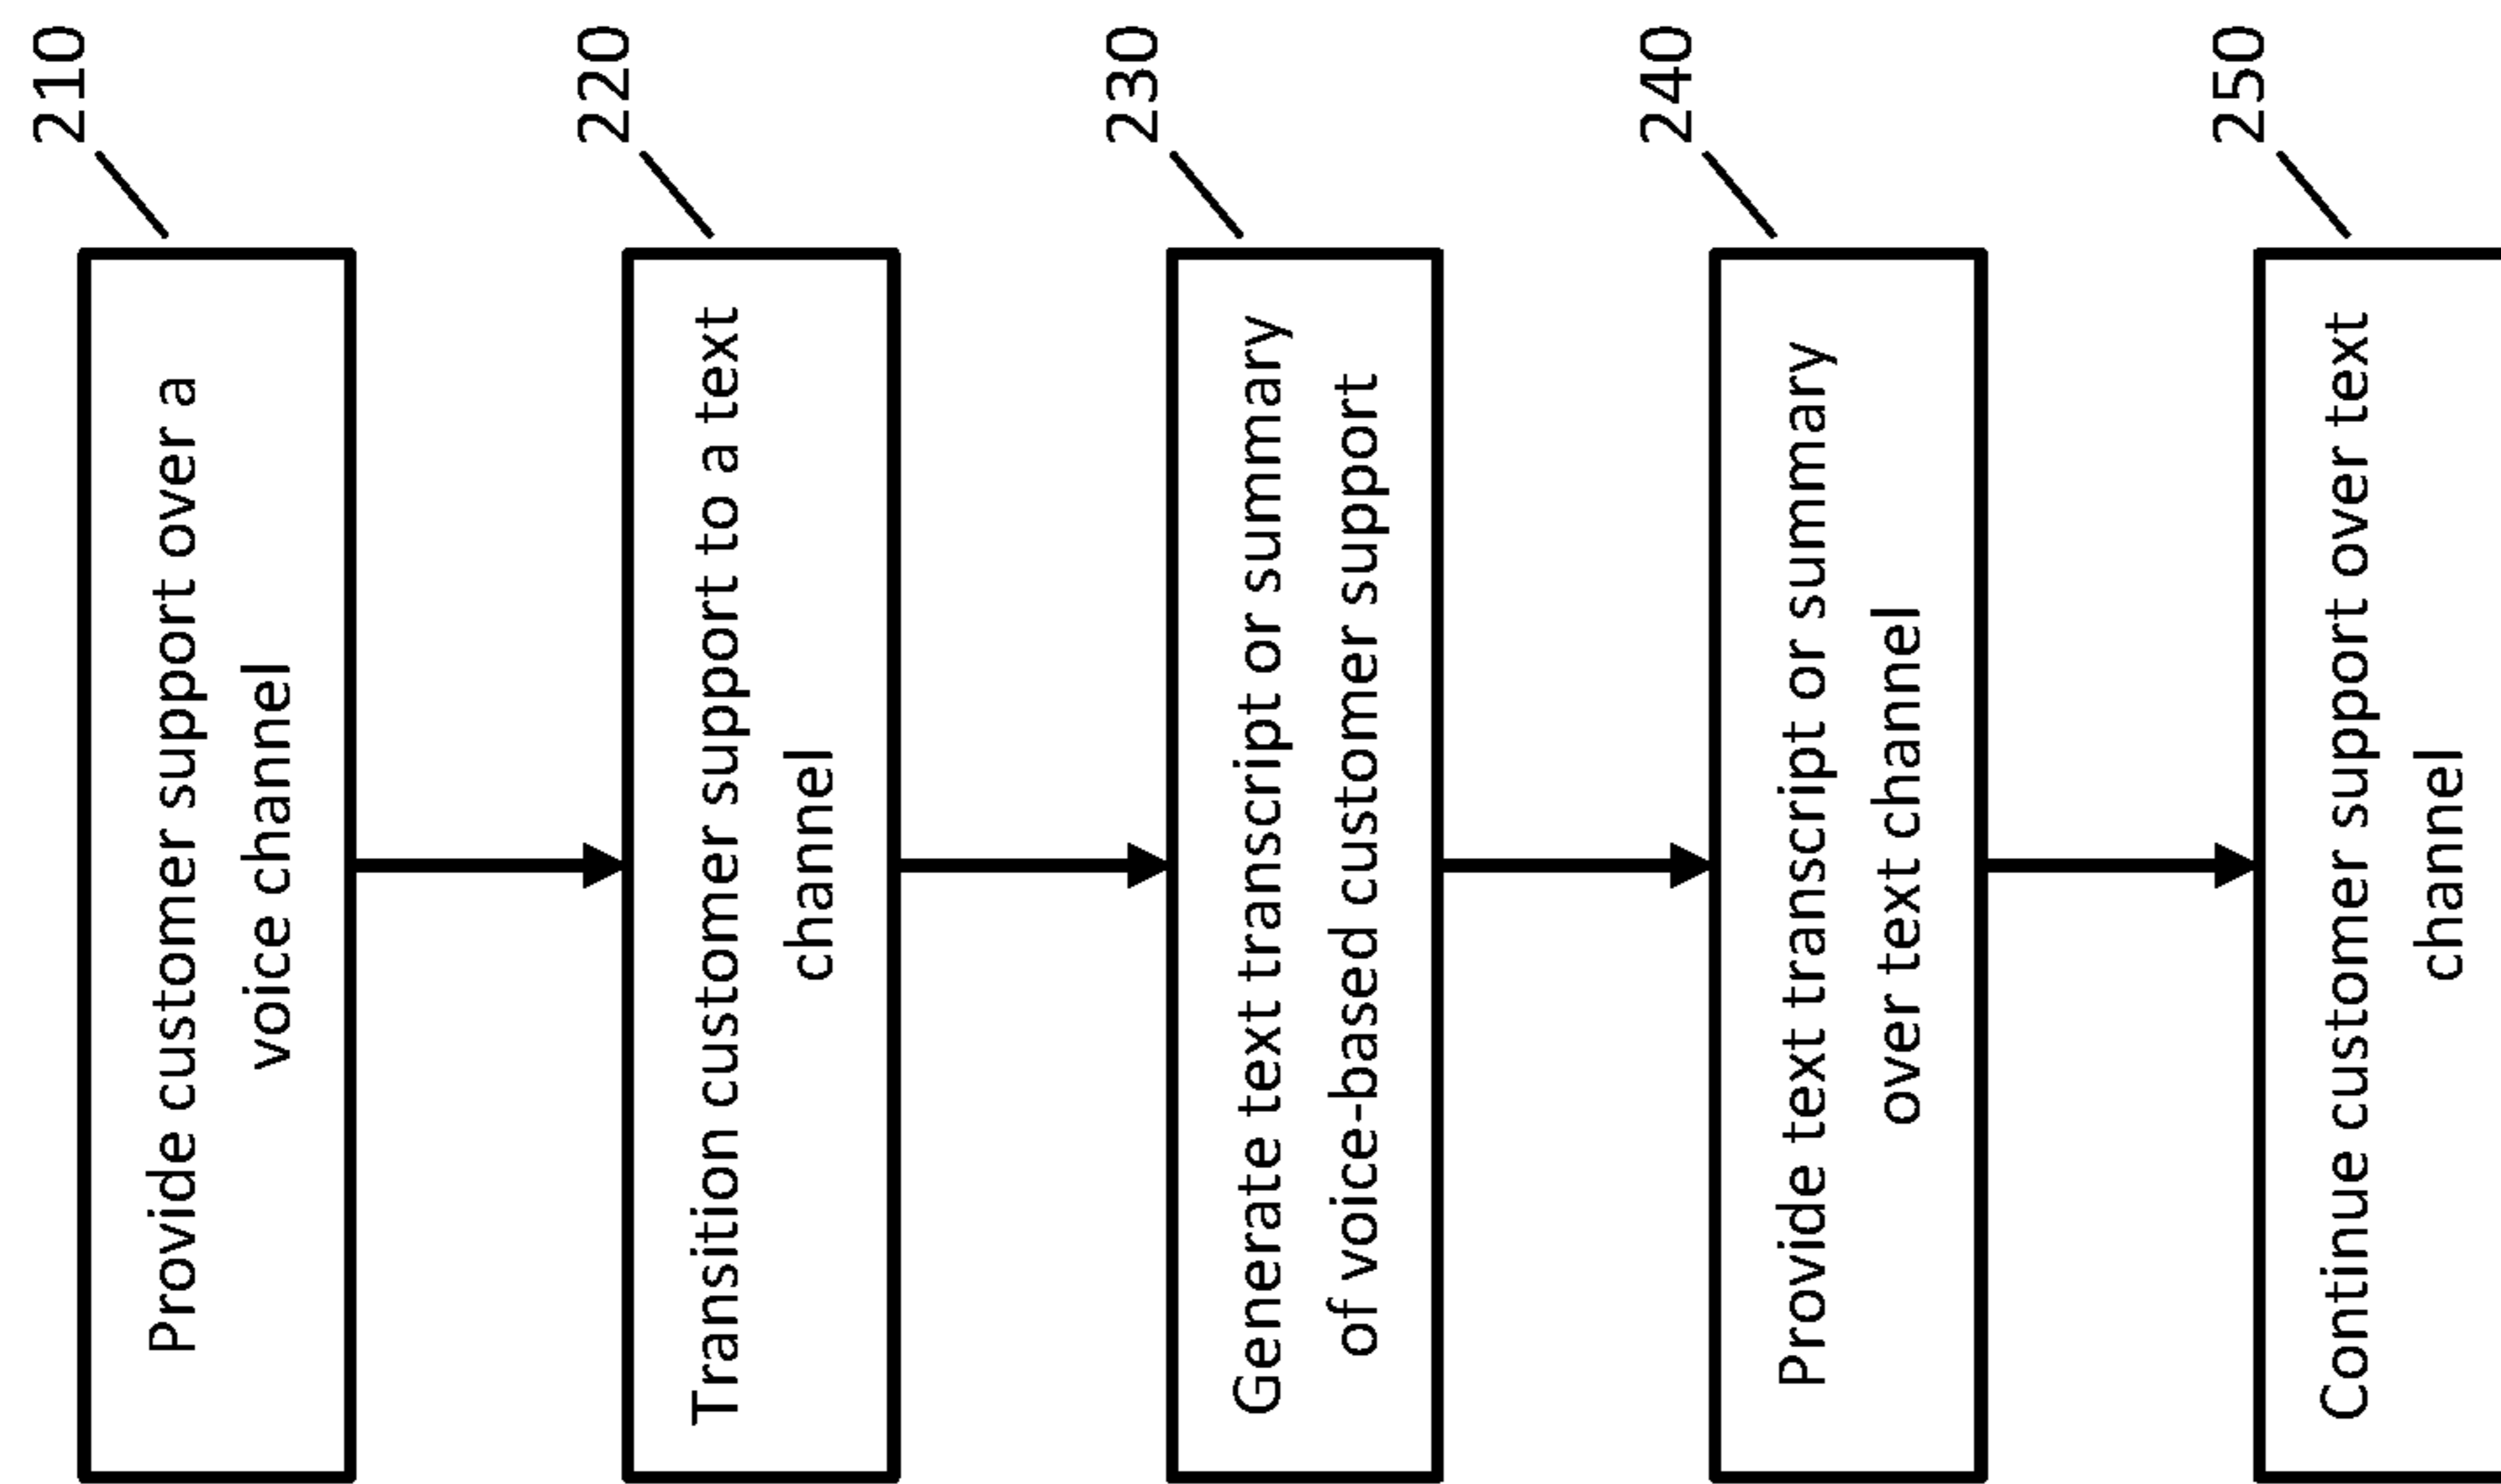 210
Provide customer support over a
voice channel
220
Transition customer support to a text
channel
230
Generate text transcript or summary
of voice-based customer support
240
Provide text transcript or summary
over text channel
250
Continue customer support over text
channel